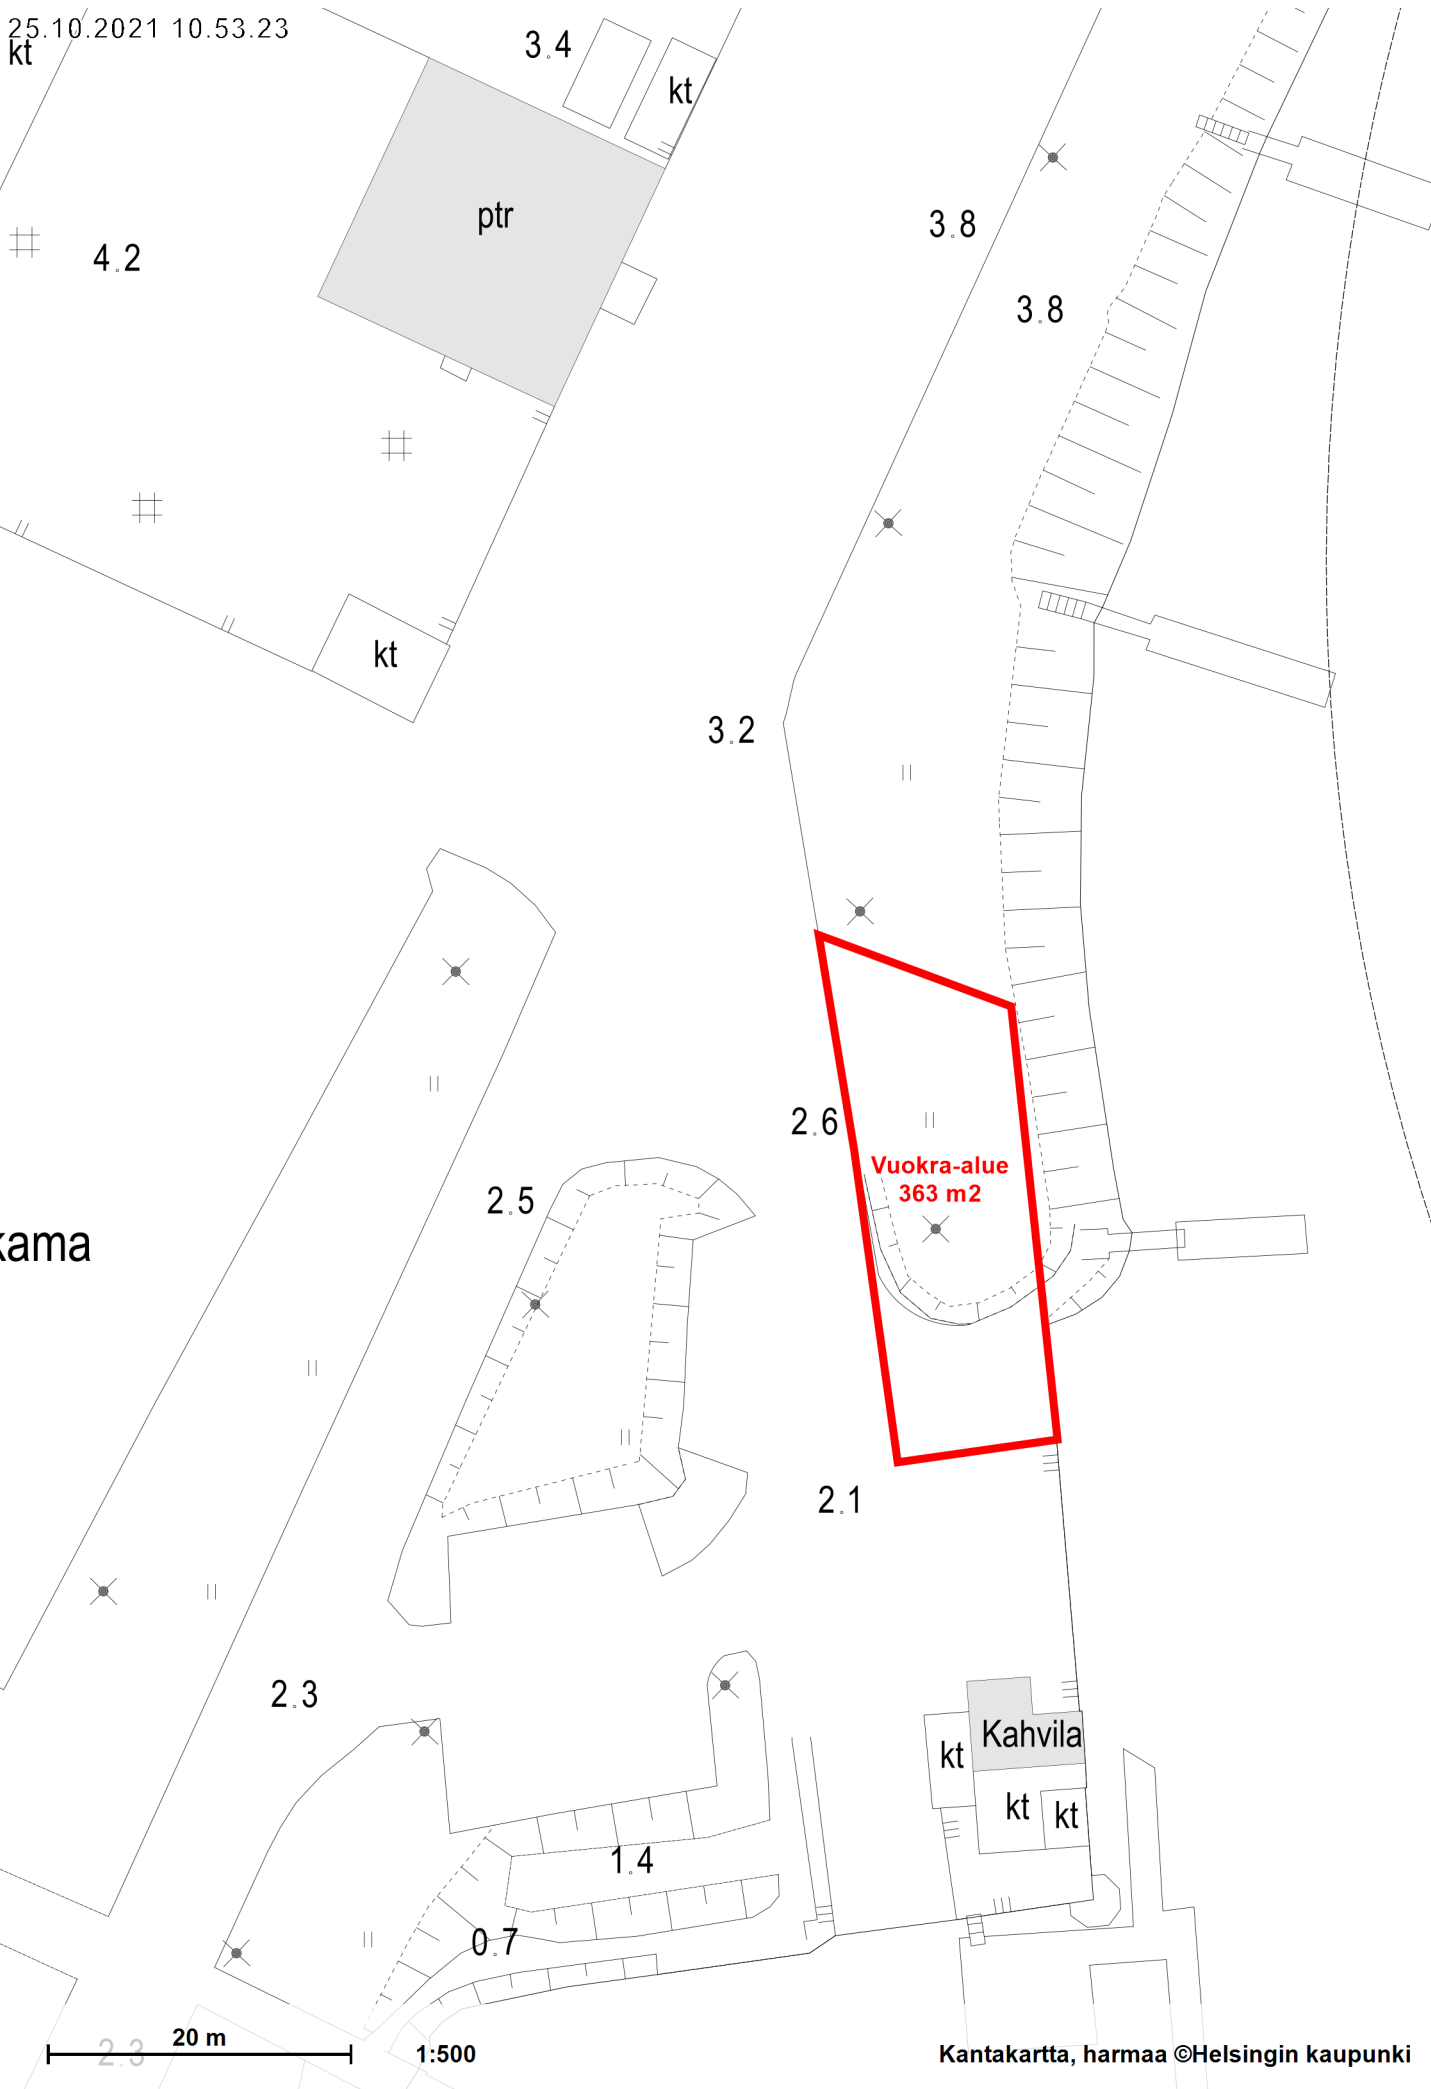 25.10.2021 10.53.23
kt
3.4
kt
ptr
4.2
3.8
3.8
kt
3.2
2.6
Vuokra-alue
363 m2
2.5
kama
2.1
2.3
Kahvila
kt
kt
kt
1.4
0.7
2.3
20 m
1:500
Kantakartta, harmaa ©Helsingin kaupunki